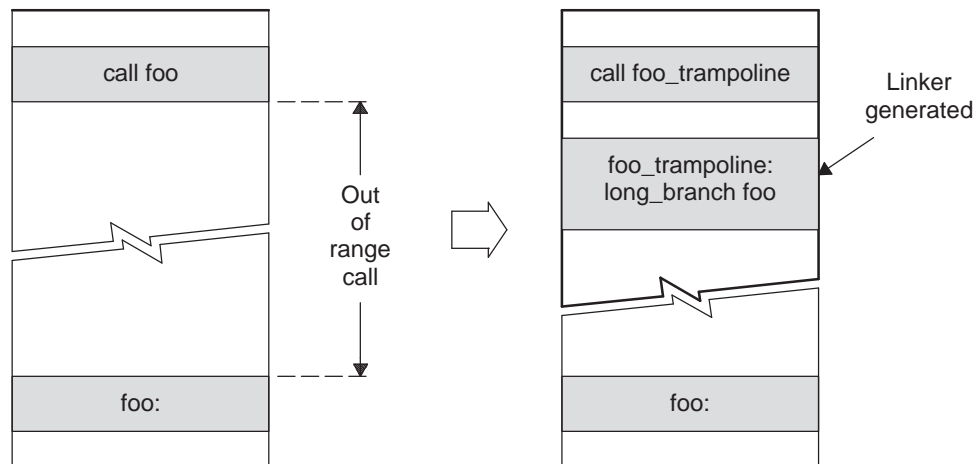 call foo
Out
of
range
call
foo:
call foo_trampoline
Linker
generated
foo_trampoline:
long_branch foo
foo: